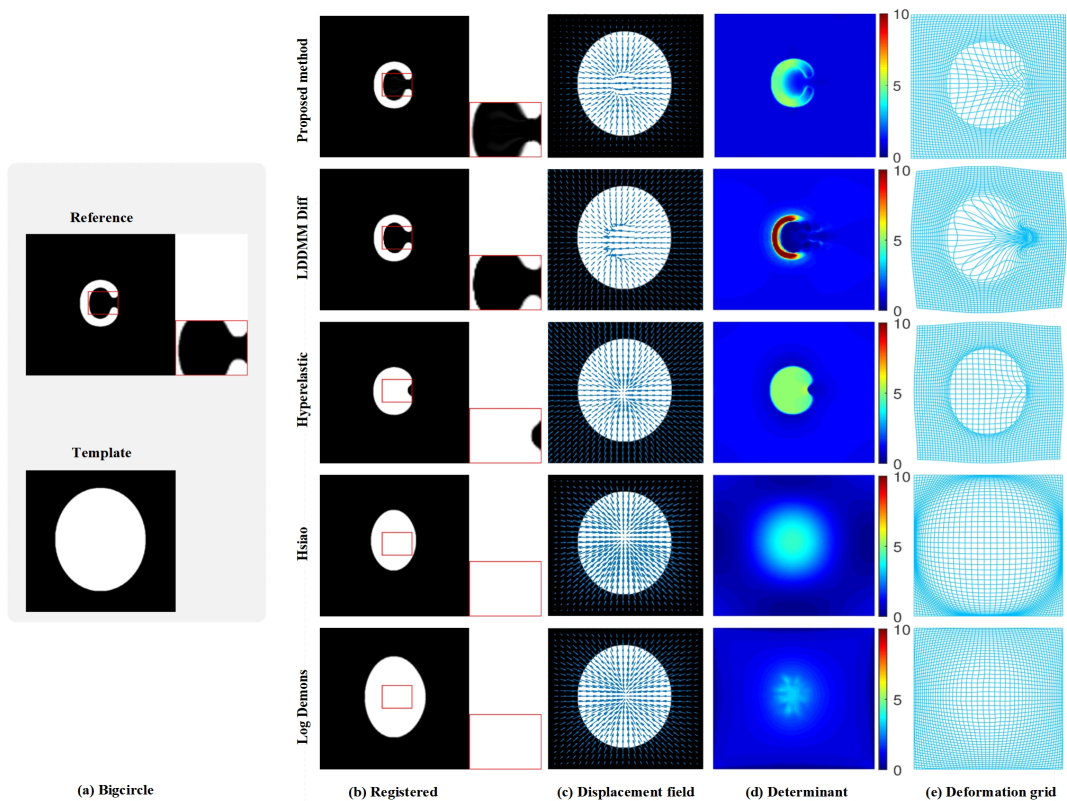 Reference
Template
(a) Bigcircle
Proposed method
10
5
0
LDDMM Diff
10
5
0
Hyperelastic
10
5
0
Hsiao
10
5
0
Log Demons
10
5
0
(b) Registered
(c) Displacement field
(d) Determinant
(e) Deformation grid